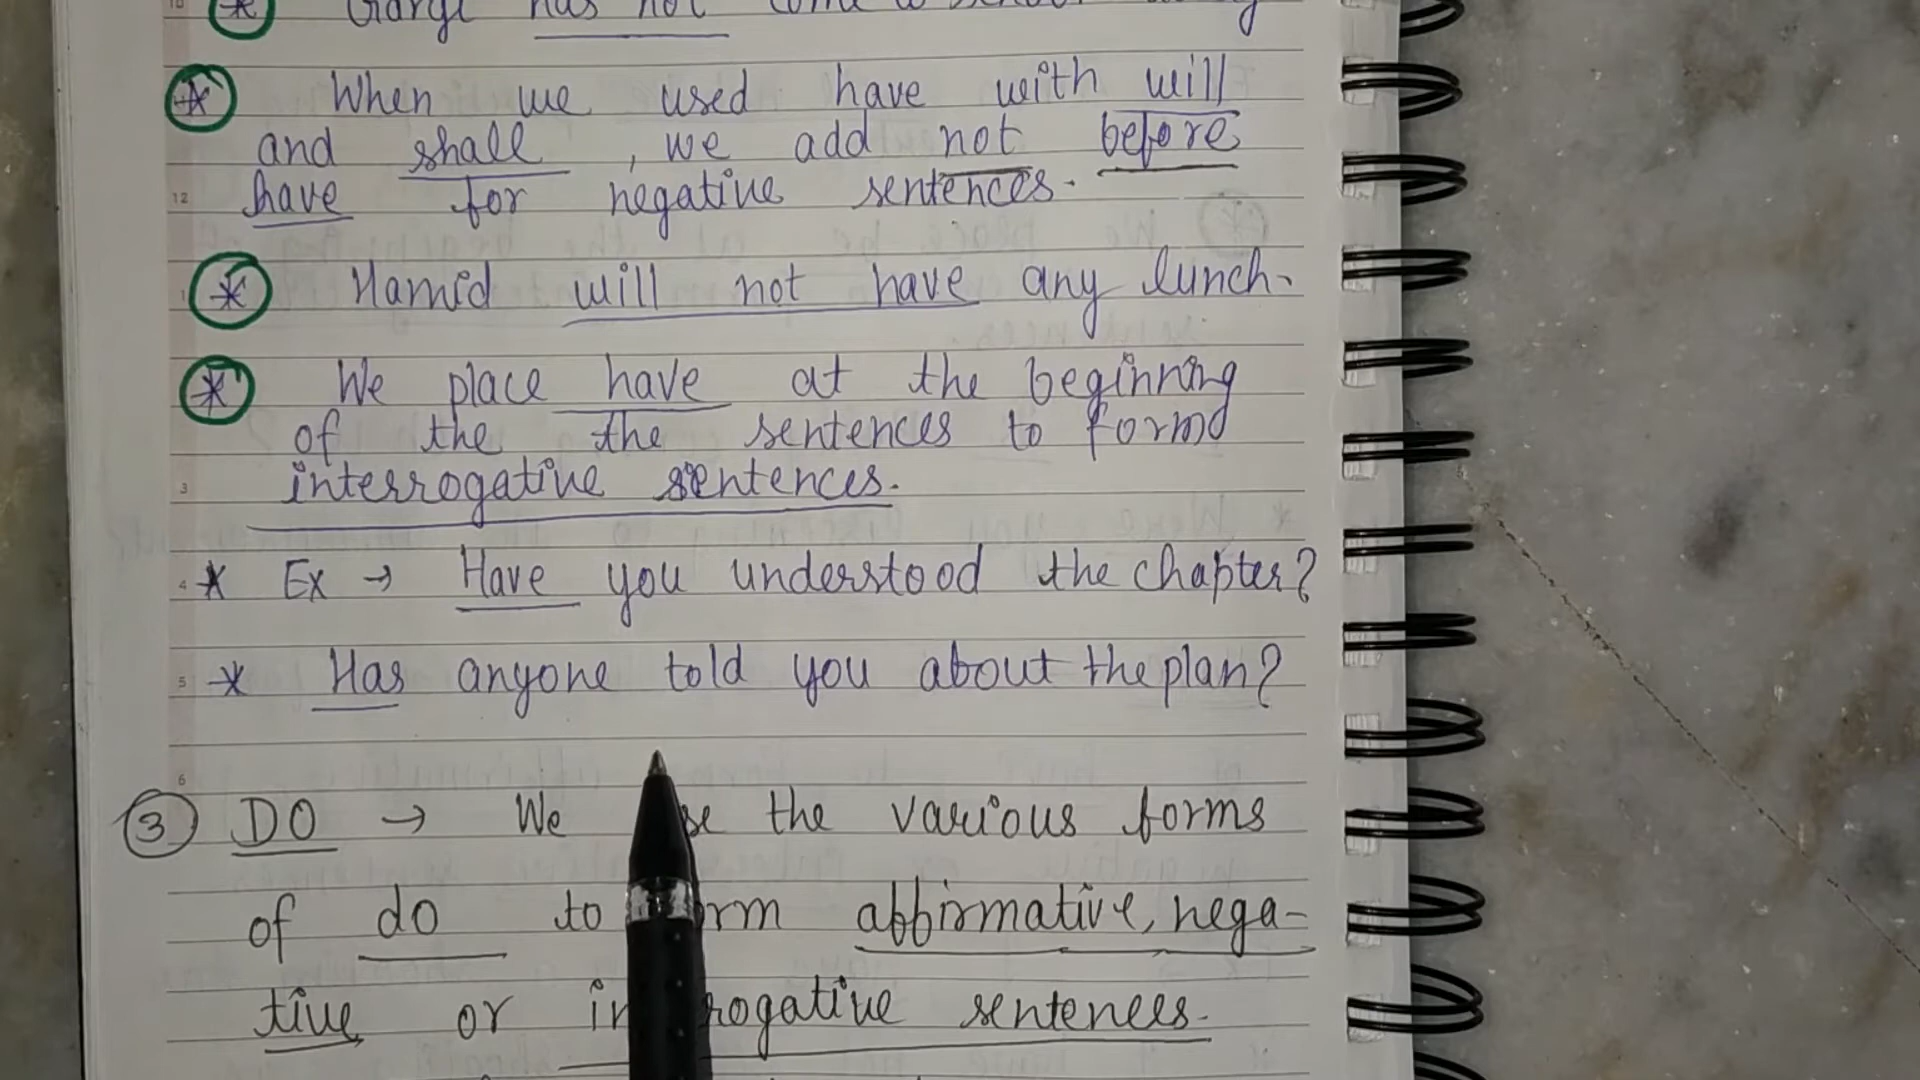 * Gargi has not
* When we used have with will
and shall, we add not before
have for negative sentences.
* Hamid will not have any lunch.
* We place have at the beginning
of the the sentences to form
interrogative sentences.
* Ex → Have you understood the chapter?
* Has anyone told you about the plan?
③ DO → We the various forms
of do to affirmative, nega-
tive or sentences.